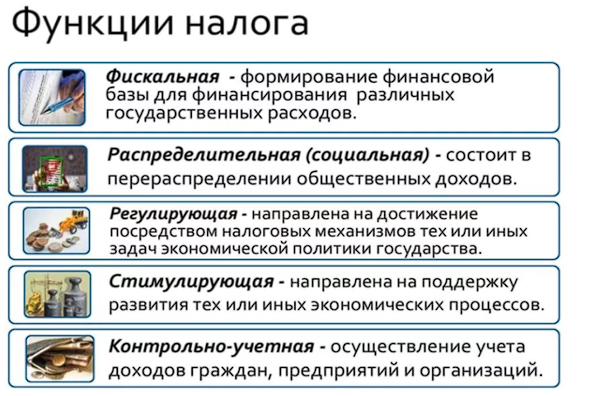 Функции налога
Фискальная - формирование финансовой
базы для финансирования различных
государственных расходов.
Распределительная (социальная) - состоит в
перераспределении общественных доходов.
Регулирующая - направлена на достижение
посредством налоговых механизмов тех или иных
задач экономической политики государства.
Стимулирующая - направлена на поддержку
развития тех или иных экономических процессов.
Контрольно-учетная - осуществление учета
доходов граждан, предприятий и организаций.